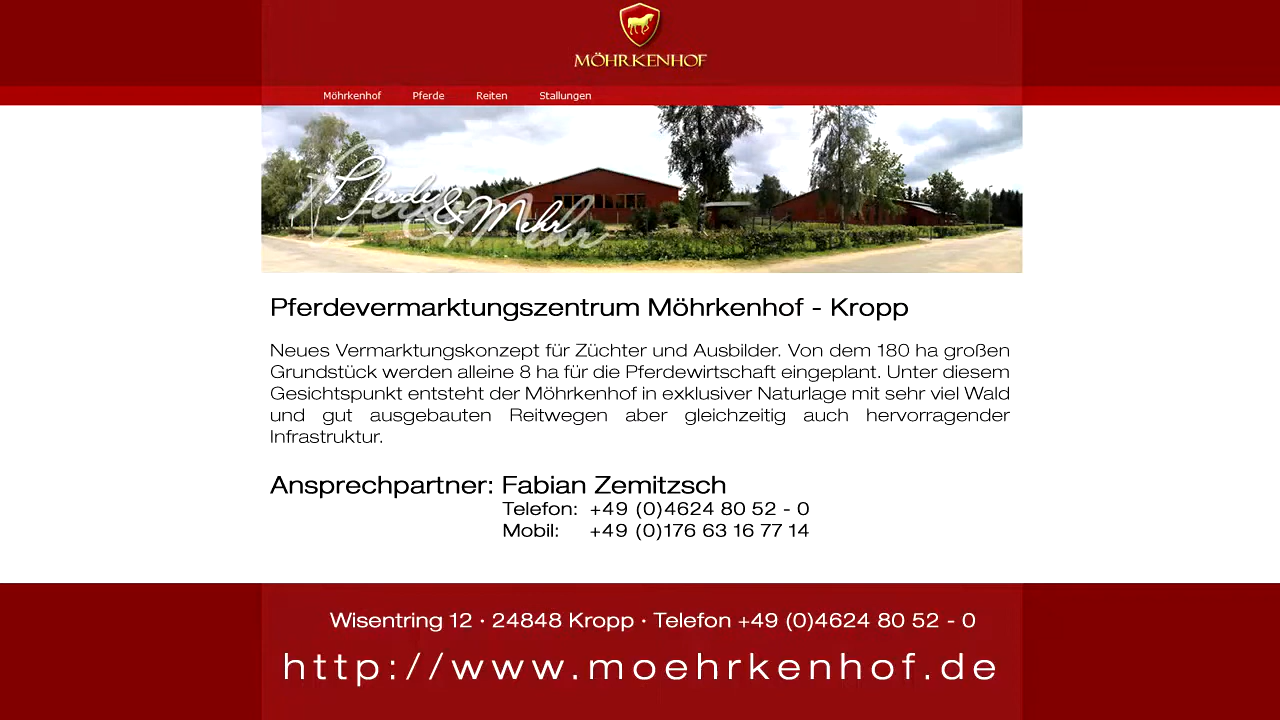 MÖHRKENHOF
Möhrkenhof Pferde Reiten Stallungen
Pferde & Mehr
Pferdevermarktungszentrum Möhrkenhof - Kropp
Neues Vermarktungskonzept für Züchter und Ausbilder. Von dem 180 ha großen
Grundstück werden alleine 8 ha für die Pferdewirtschaft eingeplant. Unter diesem
Gesichtspunkt entsteht der Möhrkenhof in exklusiver Naturlage mit sehr viel Wald
und gut ausgebauten Reitwegen aber gleichzeitig auch hervorragender
Infrastruktur.
Ansprechpartner: Fabian Zemitzsch
Telefon: +49 (0)4624 80 52 - 0
Mobil: +49 (0)176 63 16 77 14
Wisentring 12 · 24848 Kropp · Telefon +49 (0)4624 80 52 - 0
http://www.moehrkenhof.de